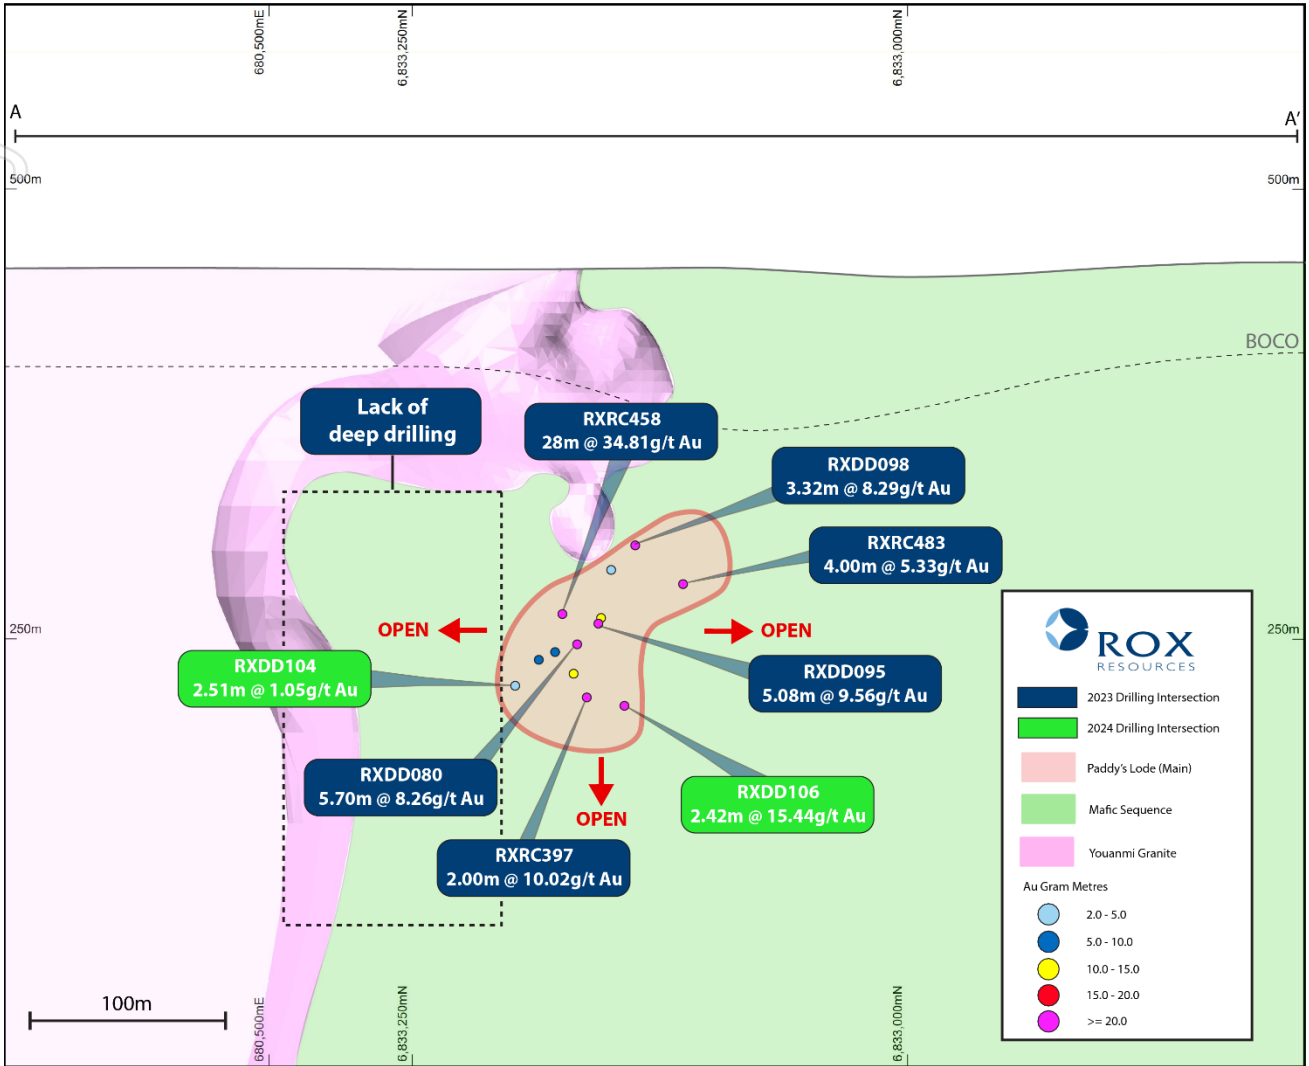 680,500mE
6,833,250mN
6,833,000mN
A
A'
500m
500m
BOCO
Lack of
deep drilling
RXRC458
28m @ 34.81g/t Au
RXDD098
3.32m @ 8.29g/t Au
RXRC483
4.00m @ 5.33g/t Au
250m
OPEN
OPEN
250m
RXDD104
2.51m @ 1.05g/t Au
RXDD095
5.08m @ 9.56g/t Au
RXDD080
5.70m @ 8.26g/t Au
RXDD106
2.42m @ 15.44g/t Au
OPEN
RXRC397
2.00m @ 10.02g/t Au
ROX
RESOURCES
2023 Drilling Intersection
2024 Drilling Intersection
Paddy's Lode (Main)
Mafic Sequence
Youanmi Granite
Au Gram Metres
2.0 - 5.0
5.0 - 10.0
10.0 - 15.0
15.0 - 20.0
>= 20.0
100m
680,500mE
6,833,250mN
6,833,000mN